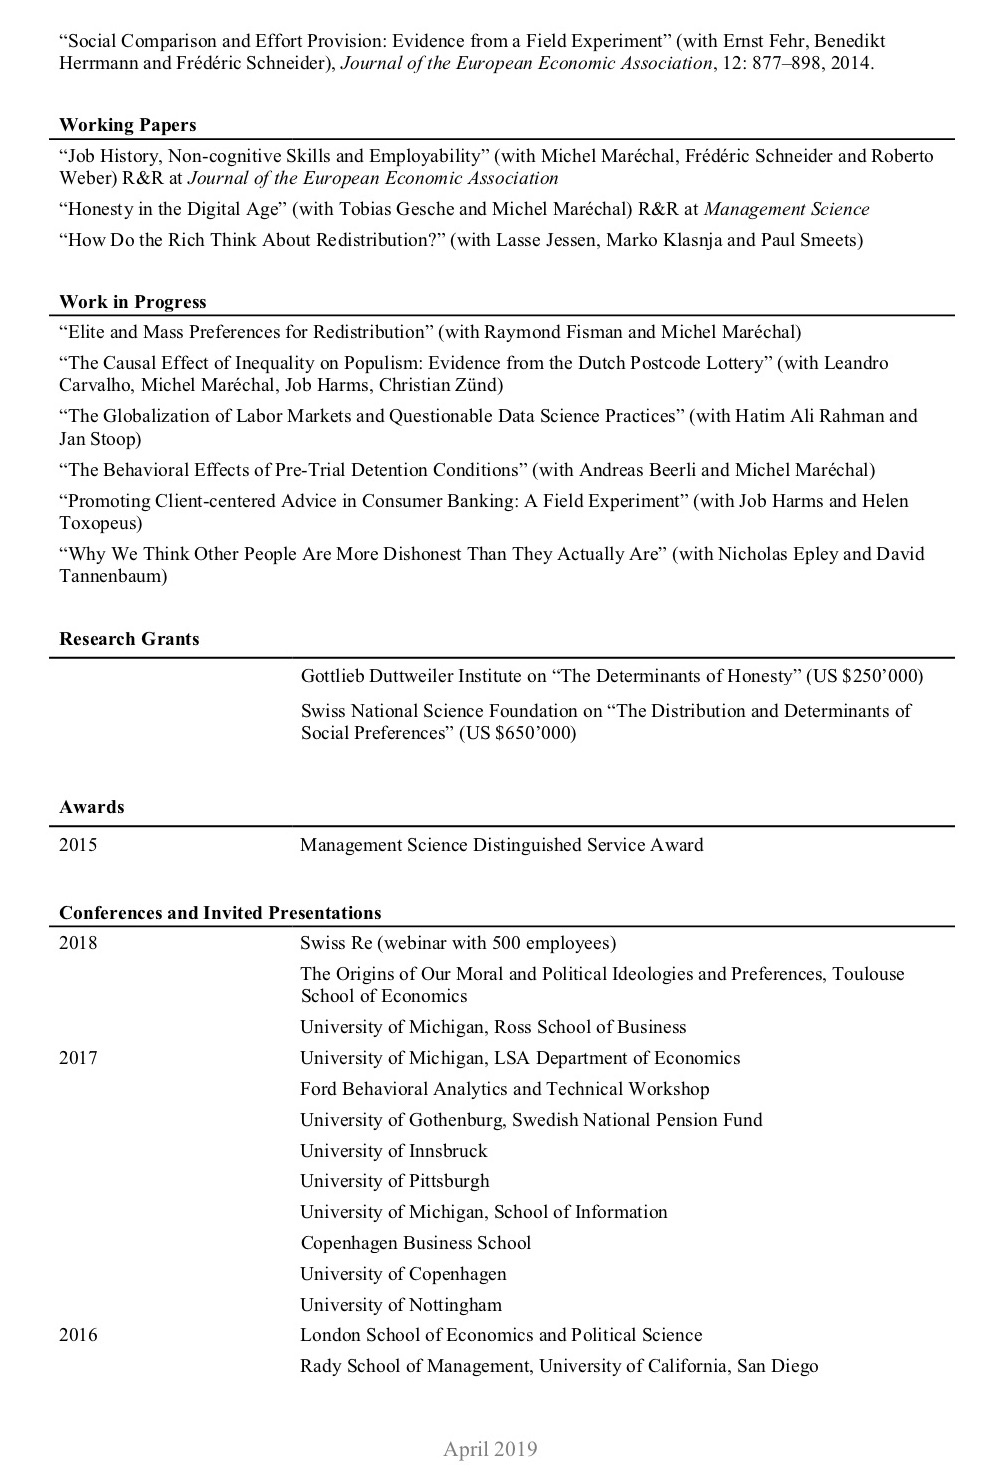 “Social Comparison and Effort Provision: Evidence from a Field Experiment” (with Ernst Fehr, Benedikt
Herrmann and Frédéric Schneider), Journal of the European Economic Association, 12: 877–898, 2014.
Working Papers
“Job History, Non-cognitive Skills and Employability” (with Michel Maréchal, Frédéric Schneider and Roberto
Weber) R&R at Journal of the European Economic Association
“Honesty in the Digital Age” (with Tobias Gesche and Michel Maréchal) R&R at Management Science
“How Do the Rich Think About Redistribution?” (with Lasse Jessen, Marko Klasnja and Paul Smeets)
Work in Progress
“Elite and Mass Preferences for Redistribution” (with Raymond Fisman and Michel Maréchal)
“The Causal Effect of Inequality on Populism: Evidence from the Dutch Postcode Lottery” (with Leandro
Carvalho, Michel Maréchal, Job Harms, Christian Zünd)
“The Globalization of Labor Markets and Questionable Data Science Practices” (with Hatim Ali Rahman and
Jan Stoop)
“The Behavioral Effects of Pre-Trial Detention Conditions” (with Andreas Beerli and Michel Maréchal)
“Promoting Client-centered Advice in Consumer Banking: A Field Experiment” (with Job Harms and Helen
Toxopeus)
“Why We Think Other People Are More Dishonest Than They Actually Are” (with Nicholas Epley and David
Tannenbaum)
Research Grants
Gottlieb Duttweiler Institute on “The Determinants of Honesty” (US $250’000)
Swiss National Science Foundation on “The Distribution and Determinants of
Social Preferences” (US $650’000)
Awards
2015 Management Science Distinguished Service Award
Conferences and Invited Presentations
2018 Swiss Re (webinar with 500 employees)
The Origins of Our Moral and Political Ideologies and Preferences, Toulouse
School of Economics
University of Michigan, Ross School of Business
2017 University of Michigan, LSA Department of Economics
Ford Behavioral Analytics and Technical Workshop
University of Gothenburg, Swedish National Pension Fund
University of Innsbruck
University of Pittsburgh
University of Michigan, School of Information
Copenhagen Business School
University of Copenhagen
University of Nottingham
2016 London School of Economics and Political Science
Rady School of Management, University of California, San Diego
April 2019